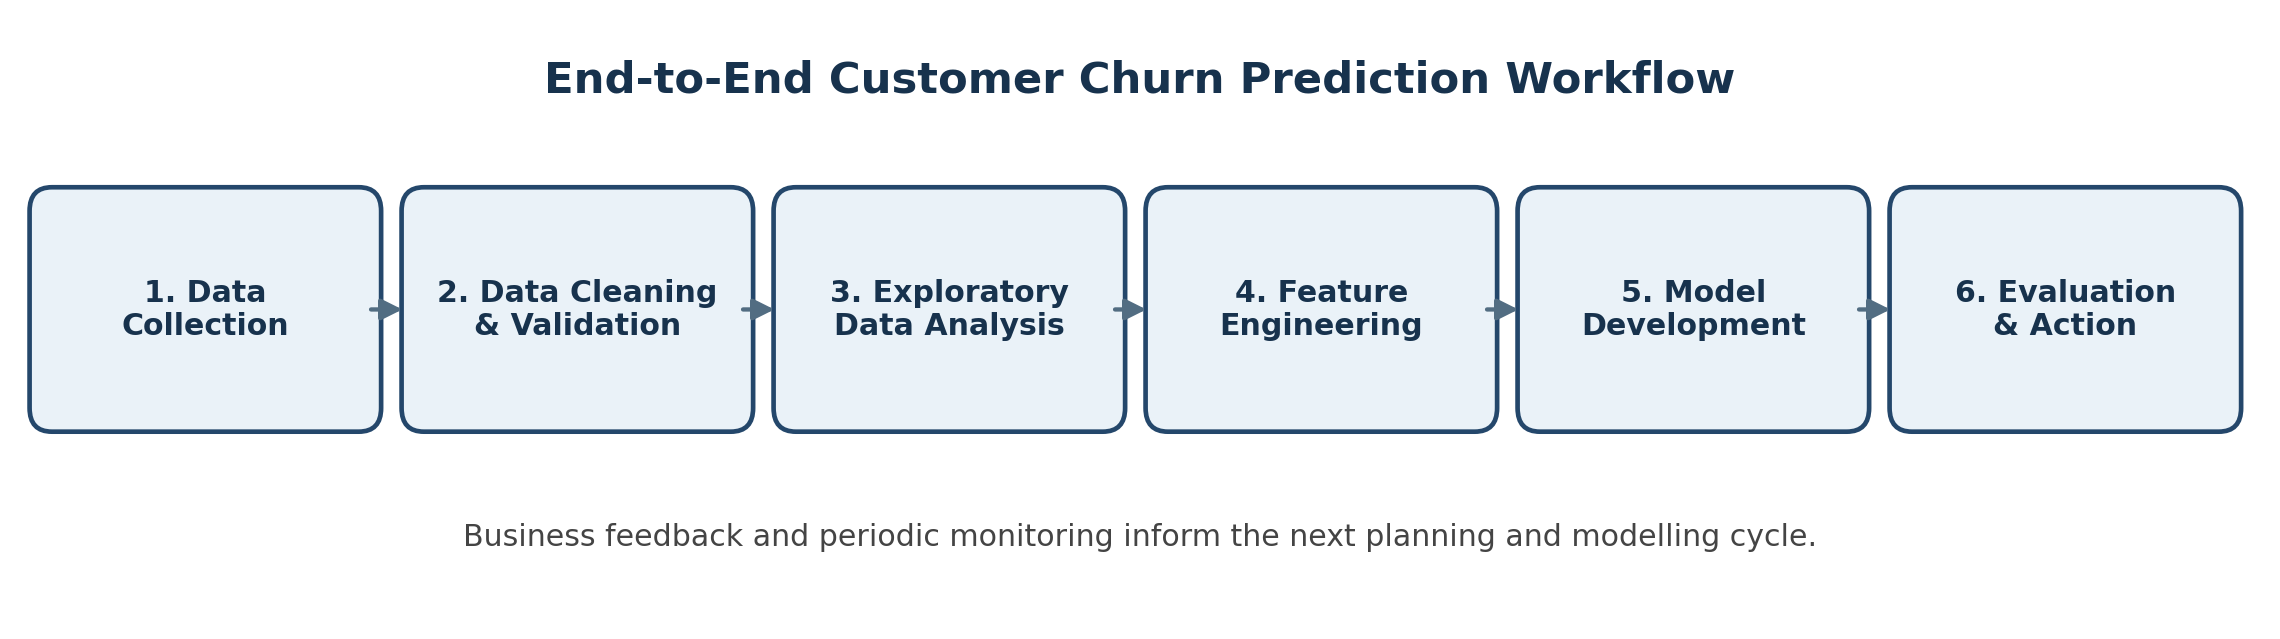 End-to-End Customer Churn Prediction Workflow
1. Data
Collection
2. Data Cleaning
& Validation
3. Exploratory
Data Analysis
4. Feature
Engineering
5. Model
Development
6. Evaluation
& Action
Business feedback and periodic monitoring inform the next planning and modelling cycle.